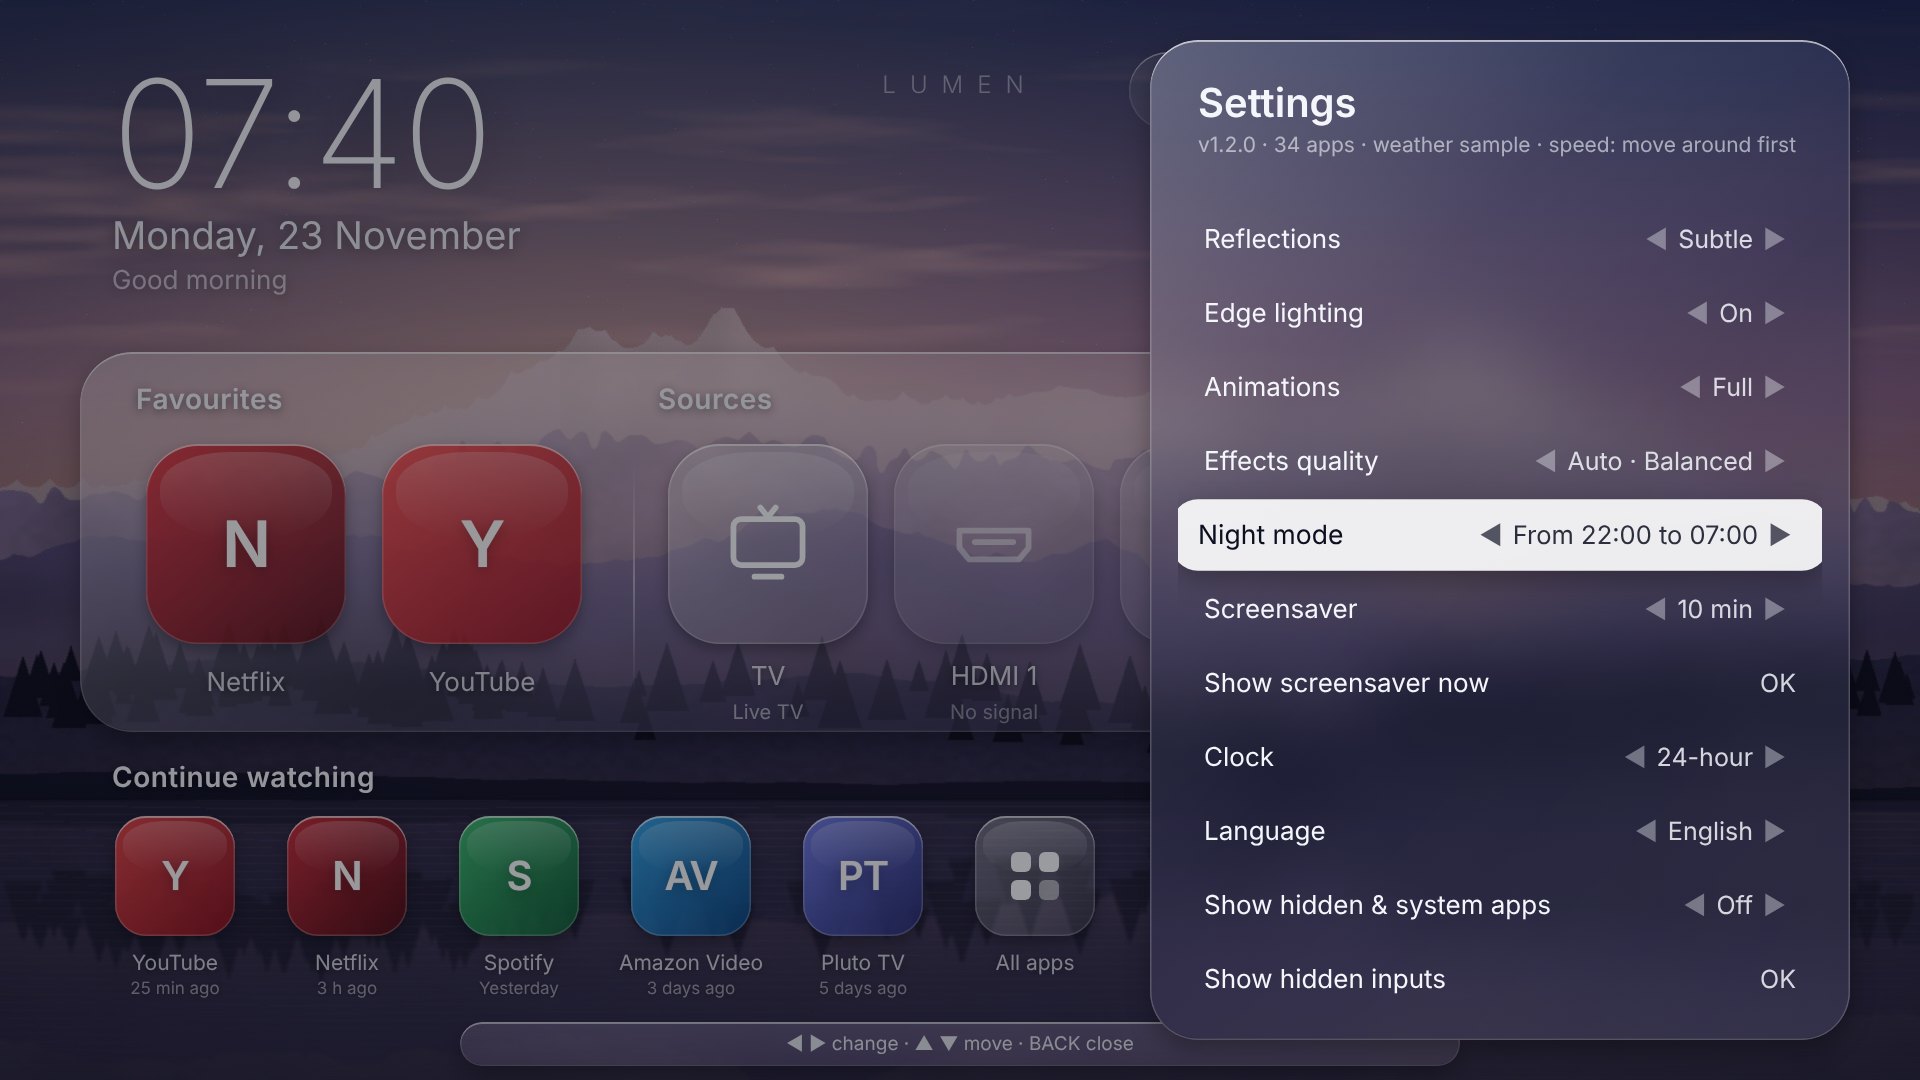 07:40
Monday, 23 November
Good morning
LUMEN
Favourites
Sources
N
Y
Netflix
YouTube
TV
Live TV
HDMI 1
No signal
Continue watching
Y
N
S
AV
PT
YouTube
25 min ago
Netflix
3 h ago
Spotify
Yesterday
Amazon Video
3 days ago
Pluto TV
5 days ago
All apps
◀ ▶ change · ▲ ▼ move · BACK close
Settings
v1.2.0 · 34 apps · weather sample · speed: move around first
Reflections ◀ Subtle ▶
Edge lighting ◀ On ▶
Animations ◀ Full ▶
Effects quality ◀ Auto · Balanced ▶
Night mode ◀ From 22:00 to 07:00 ▶
Screensaver ◀ 10 min ▶
Show screensaver now OK
Clock ◀ 24-hour ▶
Language ◀ English ▶
Show hidden & system apps ◀ Off ▶
Show hidden inputs OK